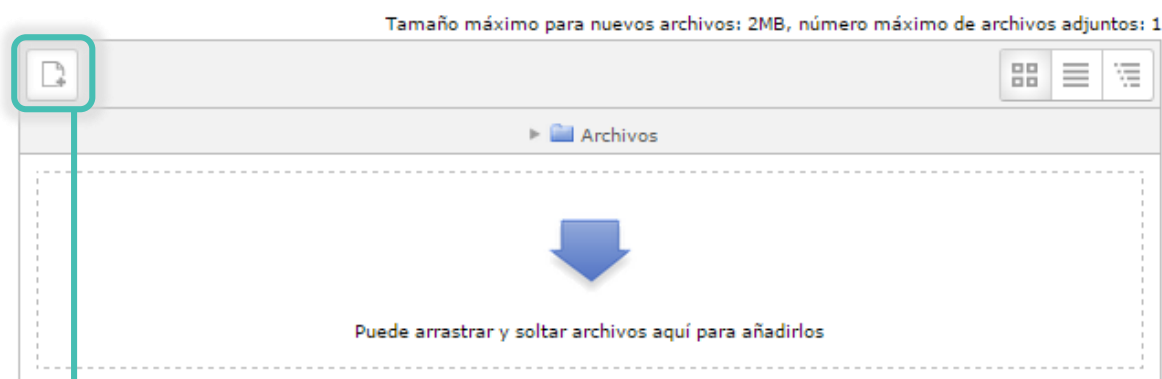 Tamaño máximo para nuevos archivos: 2MB, número máximo de archivos adjuntos: 1
Archivos
Puede arrastrar y soltar archivos aquí para añadirlos